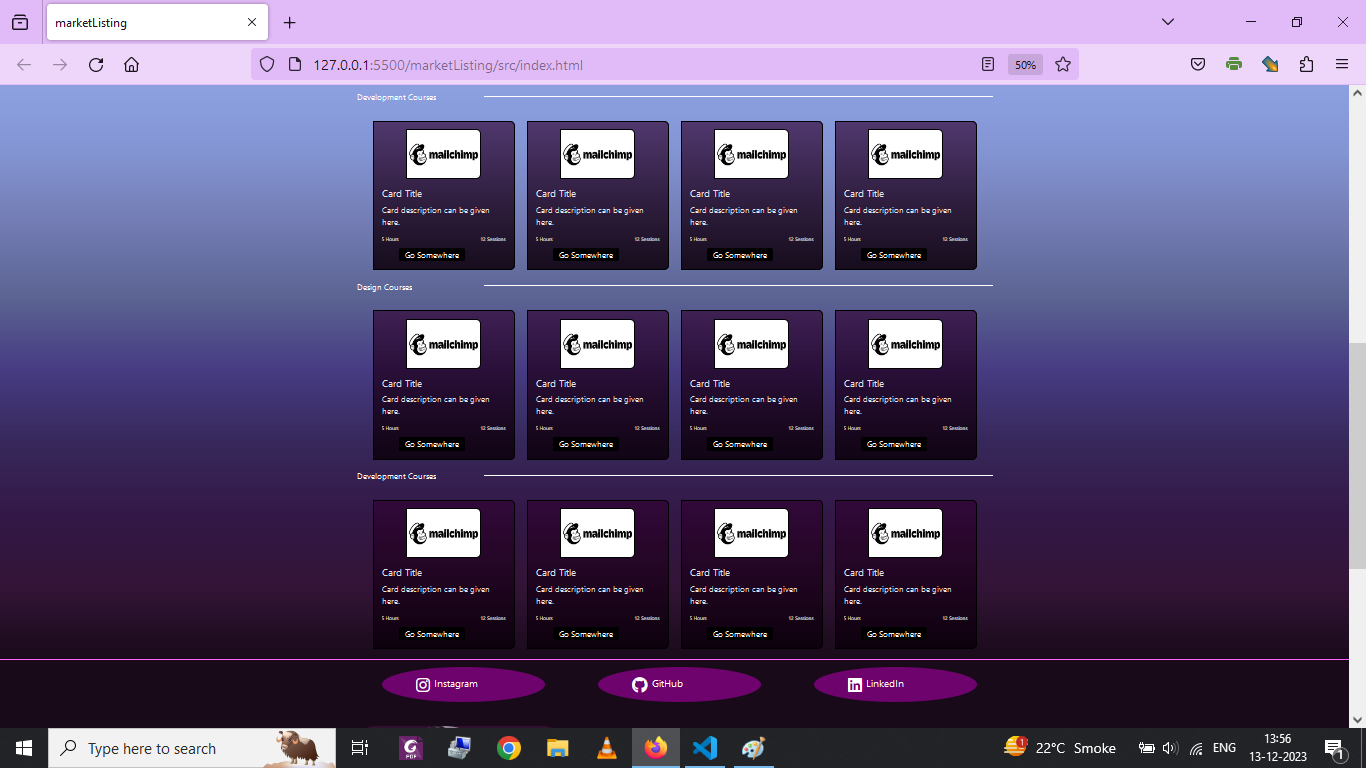 marketListing
127.0.0.1:5500/marketListing/src/index.html
50%
Development Courses
mailchimp mailchimp mailchimp mailchimp
Card Title Card Title Card Title Card Title
Card description can be given Card description can be given Card description can be given Card description can be given
here. here. here. here.
5 Hours 12 Sessions 5 Hours 12 Sessions 5 Hours 12 Sessions 5 Hours 12 Sessions
Go Somewhere Go Somewhere Go Somewhere Go Somewhere
Design Courses
mailchimp mailchimp mailchimp mailchimp
Card Title Card Title Card Title Card Title
Card description can be given Card description can be given Card description can be given Card description can be given
here. here. here. here.
5 Hours 12 Sessions 5 Hours 12 Sessions 5 Hours 12 Sessions 5 Hours 12 Sessions
Go Somewhere Go Somewhere Go Somewhere Go Somewhere
Development Courses
mailchimp mailchimp mailchimp mailchimp
Card Title Card Title Card Title Card Title
Card description can be given Card description can be given Card description can be given Card description can be given
here. here. here. here.
5 Hours 12 Sessions 5 Hours 12 Sessions 5 Hours 12 Sessions 5 Hours 12 Sessions
Go Somewhere Go Somewhere Go Somewhere Go Somewhere
Instagram GitHub LinkedIn
Type here to search
G PDF
1
22°C Smoke
ENG
13:56
13-12-2023
1